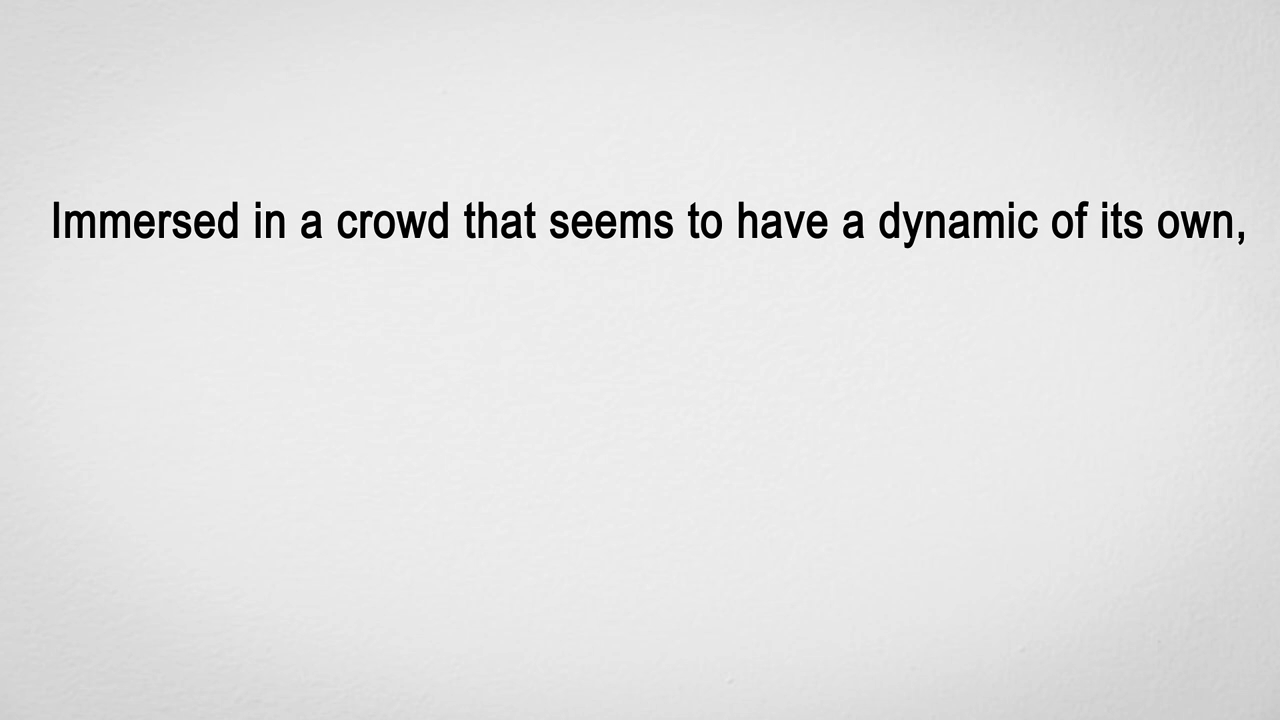 Immersed in a crowd that seems to have a dynamic of its own,